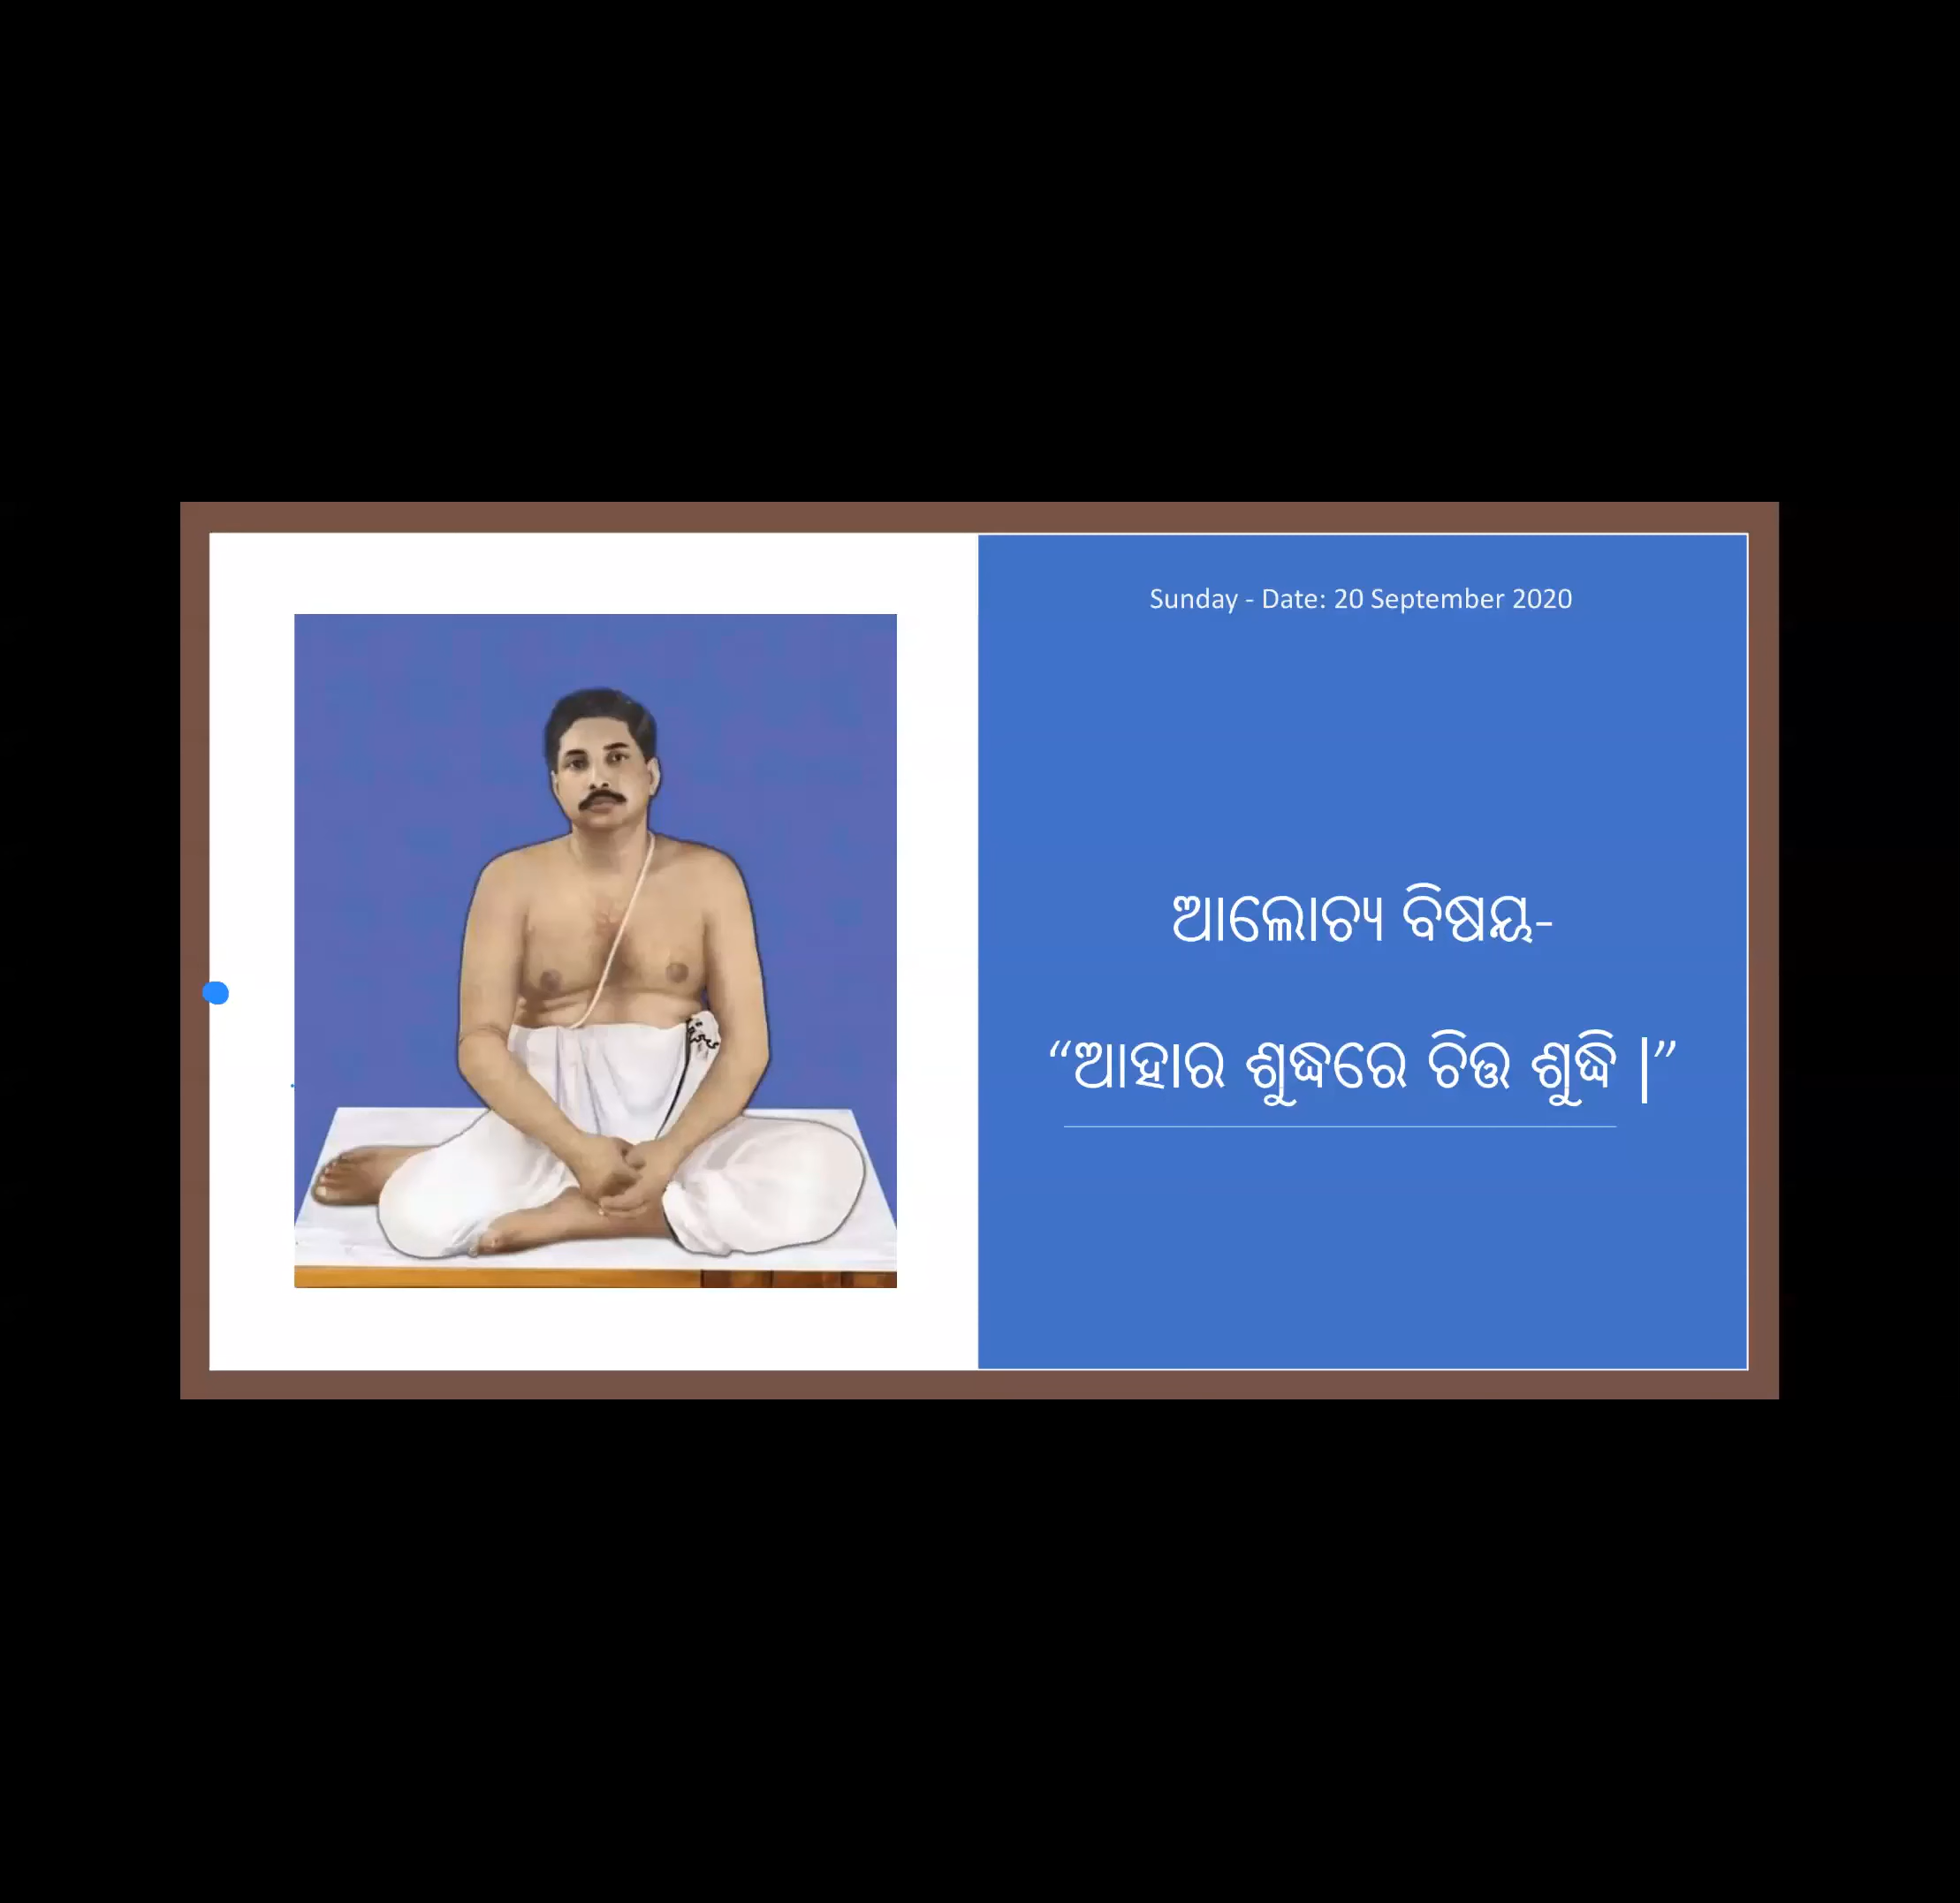 Sunday - Date: 20 September 2020
ଆଲୋଚ୍ୟ ବିଷୟ-
“ଆହାର ଶୁଦ୍ଧରେ ଚିତ୍ତ ଶୁଦ୍ଧି |”